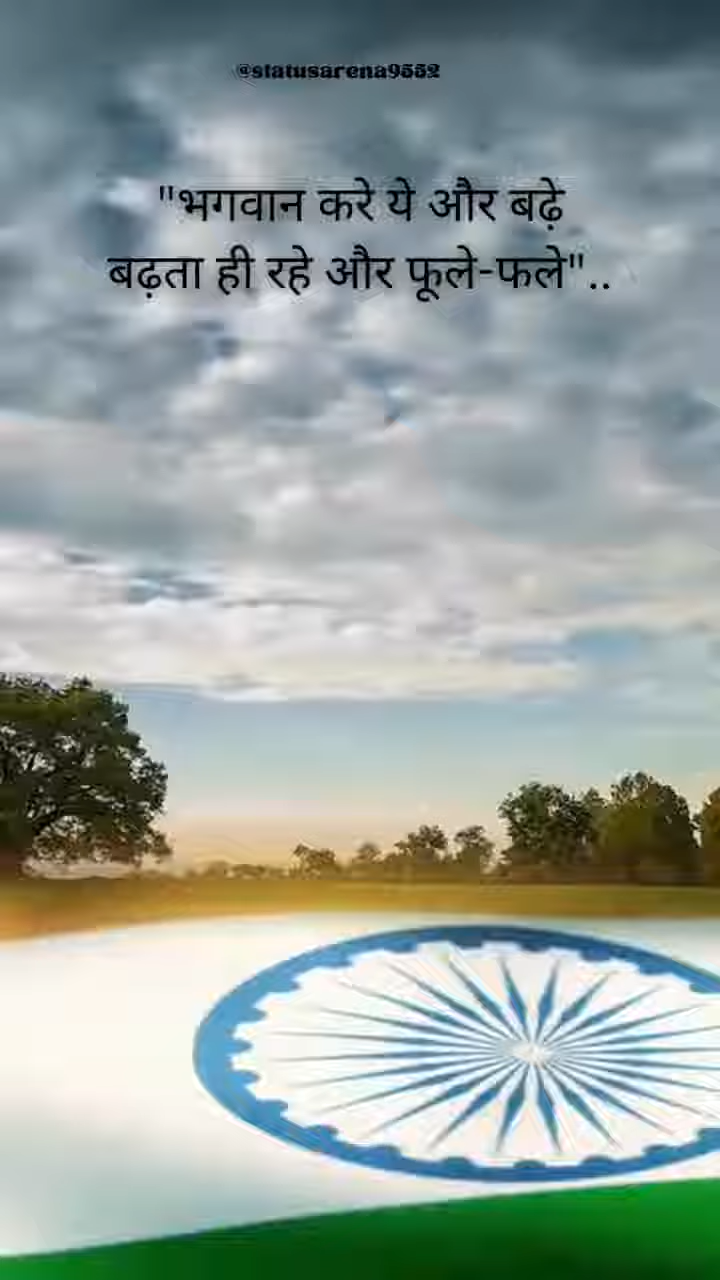 @statusarena9552
"भगवान करे ये और बढ़े
बढ़ता ही रहे और फूले-फले"..